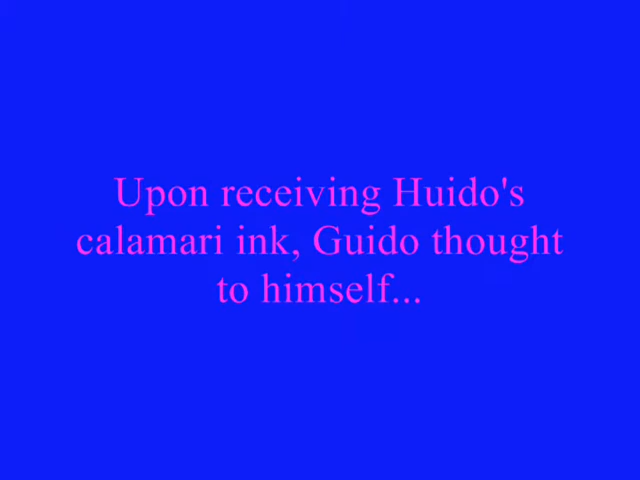 Upon receiving Huido's
calamari ink, Guido thought
to himself...